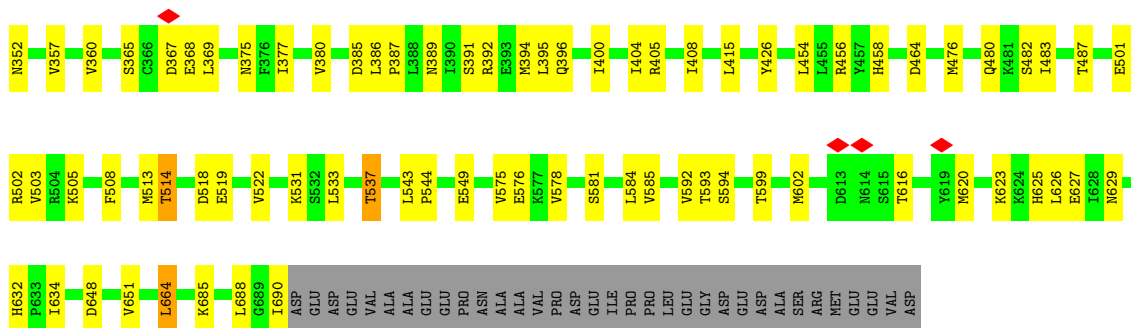 N352 V357 V360 S365 C366 D367 E368 L369 N375 F376 I377 V380 D385 L386 P387 L388 N389 I390 S391 R392 E393 M394 L395 Q396 I400 I404 R405 I408 L415 Y426 L454 L455 R456 Y457 H458 D464 M476 Q480 K481 S482 I483 T487 E501
R502 V503 R504 K505 F508 M513 T514 D518 E519 V522 K531 S532 L533 T537 L543 P544 E549 V575 E576 K577 V578 S581 L584 V585 V592 T593 S594 T599 M602 D613 N614 S615 T616 Y619 M620 K623 K624 H625 L626 E627 I628 N629
H632 P633 I634 D648 V651 L664 K685 L688 G689 I690 ASP GLU ASP GLU VAL ALA ALA GLU GLU PRO ASN ALA ALA VAL PRO ASP GLU ILE PRO PRO LEU GLU GLY ASP GLU ASP ALA SER ARG MET GLU GLU VAL ASP